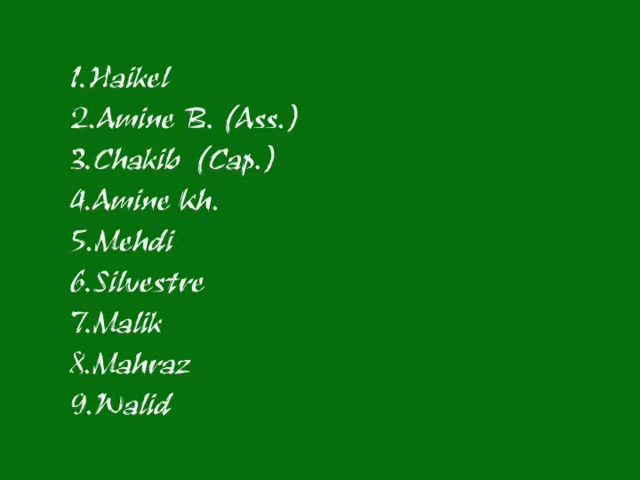 1.Haikel
2.Amine B. (Ass.)
3.Chakib (Cap.)
4.Amine kh.
5.Mehdi
6.Silvestre
7.Malik
8.Mahraz
9.Walid